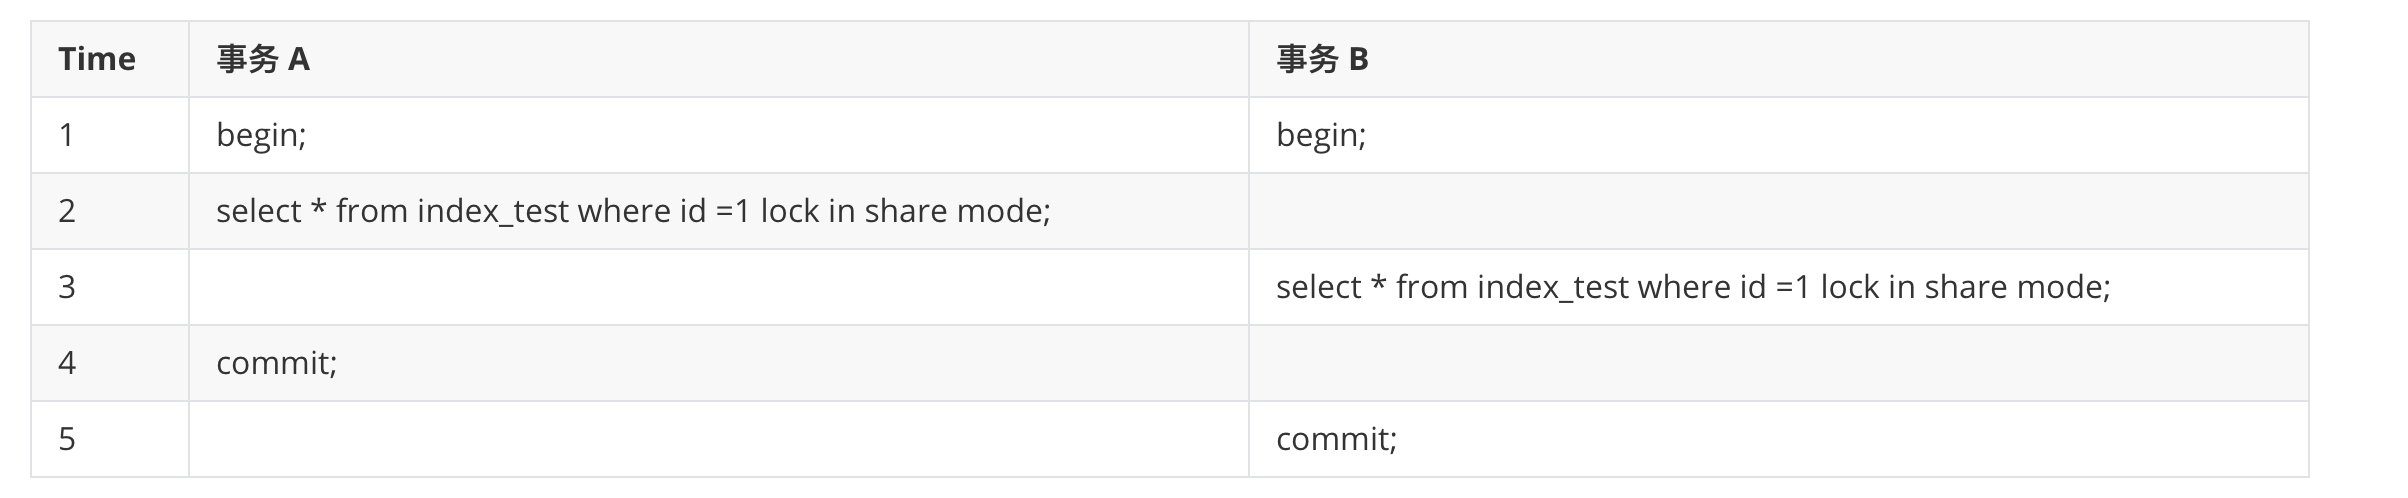 Time 事务 A 事务 B
1 begin; begin;
2 select * from index_test where id =1 lock in share mode;
3 select * from index_test where id =1 lock in share mode;
4 commit;
5 commit;